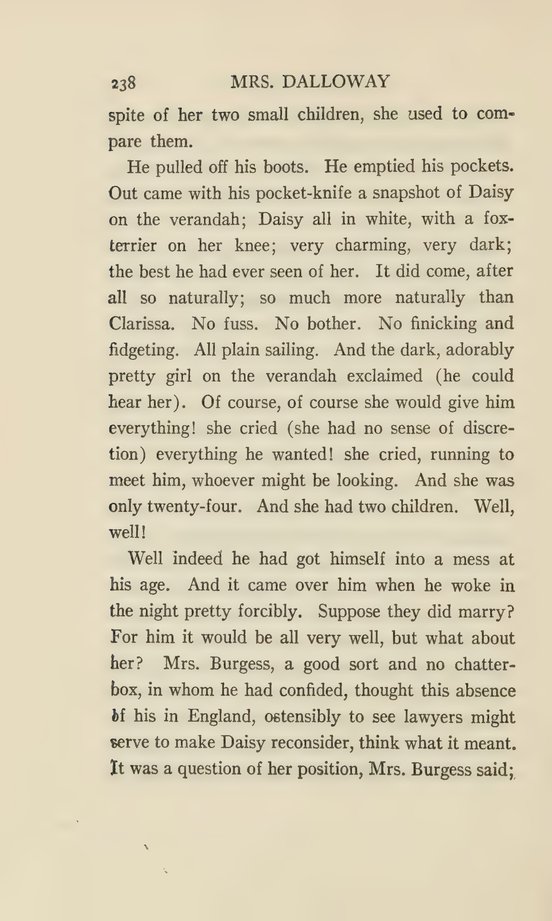 238 MRS. DALLOWAY
spite of her two small children, she used to com-
pare them.
He pulled off his boots. He emptied his pockets.
Out came with his pocket-knife a snapshot of Daisy
on the verandah; Daisy all in white, with a fox-
terrier on her knee; very charming, very dark;
the best he had ever seen of her. It did come, after
all so naturally; so much more naturally than
Clarissa. No fuss. No bother. No finicking and
fidgeting. All plain sailing. And the dark, adorably
pretty girl on the verandah exclaimed (he could
hear her). Of course, of course she would give him
everything! she cried (she had no sense of discre-
tion) everything he wanted! she cried, running to
meet him, whoever might be looking. And she was
only twenty-four. And she had two children. Well,
well!
Well indeed he had got himself into a mess at
his age. And it came over him when he woke in
the night pretty forcibly. Suppose they did marry?
For him it would be all very well, but what about
her? Mrs. Burgess, a good sort and no chatter-
box, in whom he had confided, thought this absence
of his in England, ostensibly to see lawyers might
serve to make Daisy reconsider, think what it meant.
It was a question of her position, Mrs. Burgess said;